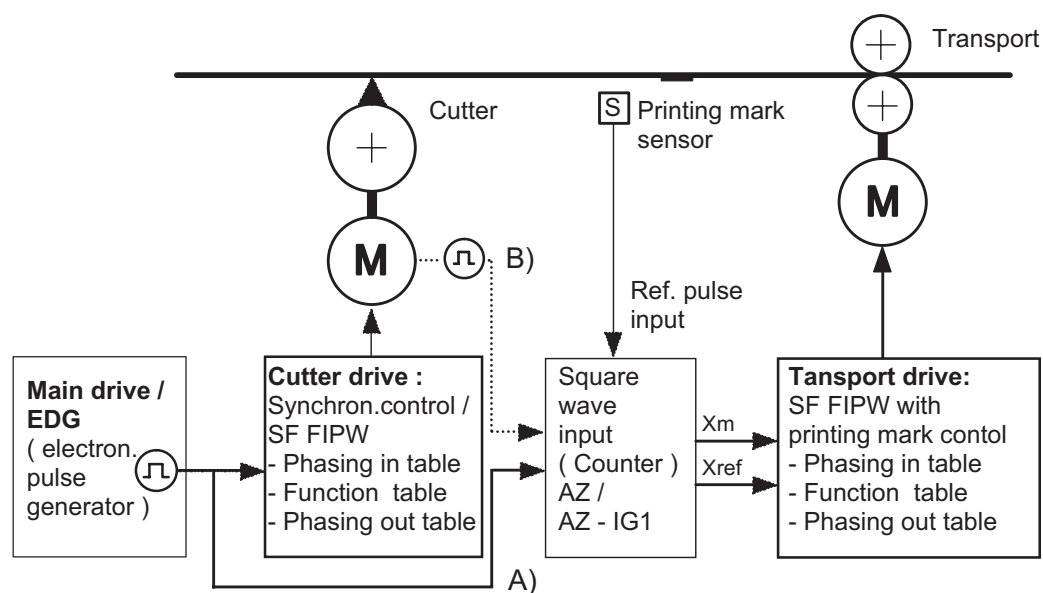 Transport
Cutter
S
Printing mark
sensor
M
M
B)
Ref. pulse
input
Main drive /
EDG
( electron.
pulse
generator )
Cutter drive :
Synchron.control /
SF FIPW
- Phasing in table
- Function table
- Phasing out table
Square
wave
input
( Counter )
AZ /
AZ - IG1
Xm
Xref
Tansport drive:
SF FIPW with
printing mark contol
- Phasing in table
- Function table
- Phasing out table
A)